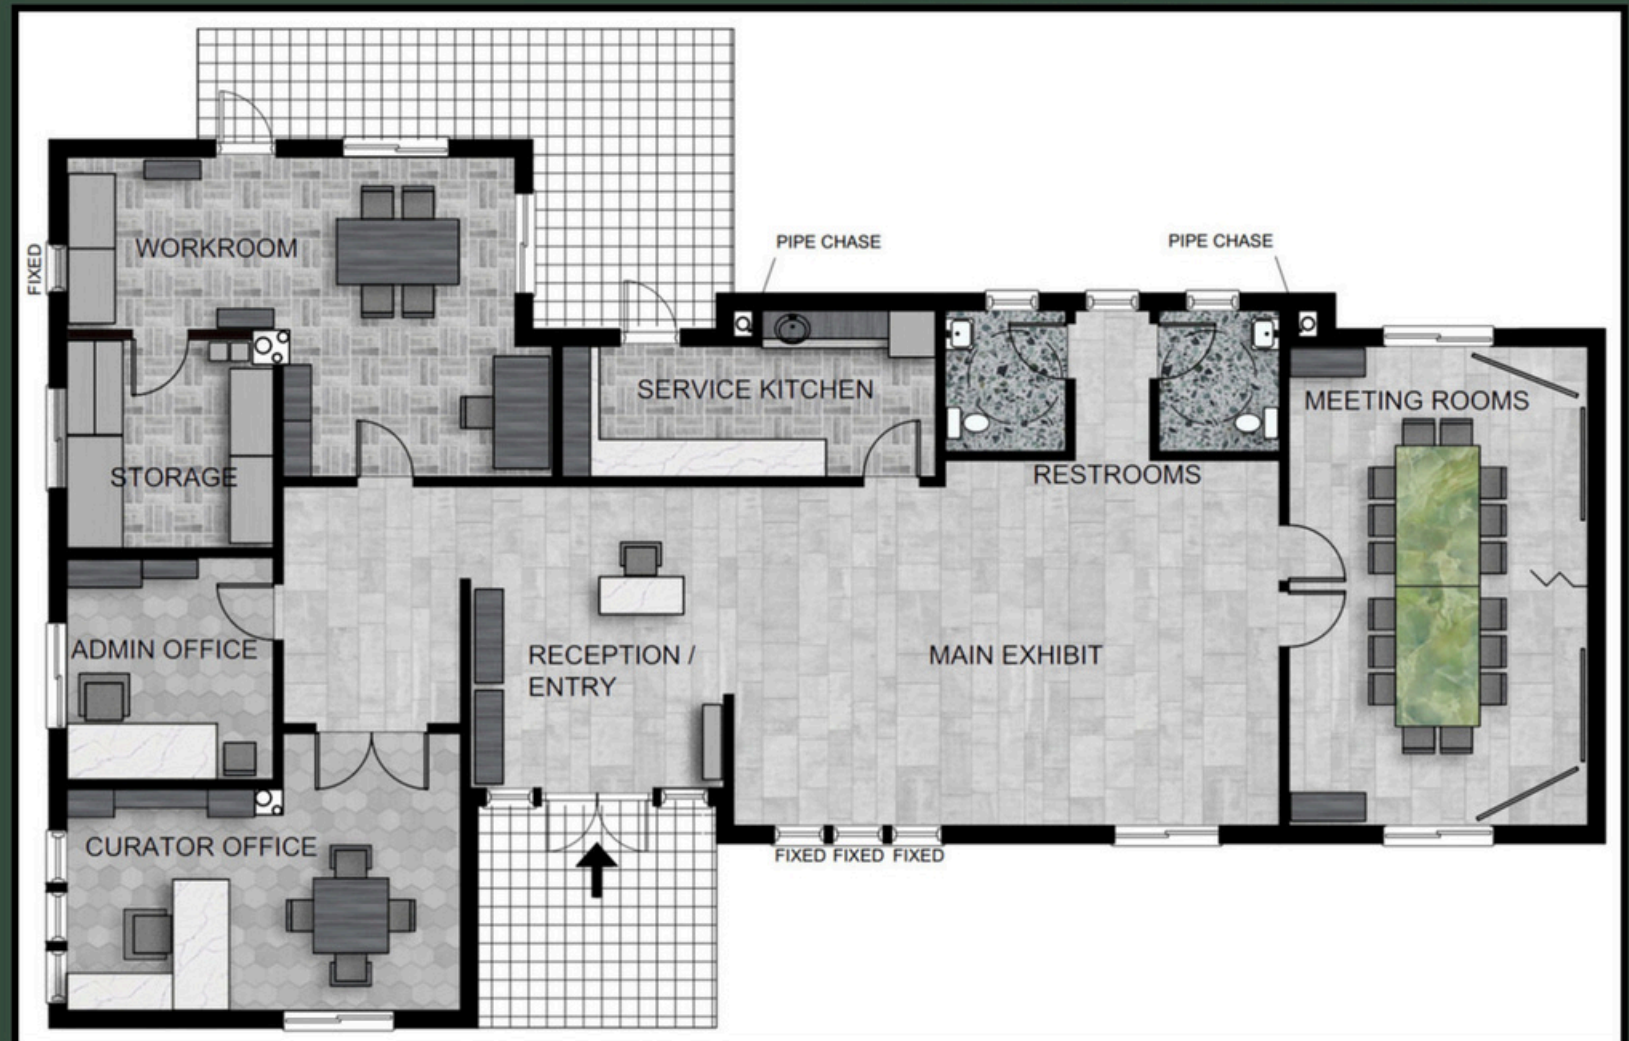 PIPE CHASE
PIPE CHASE
WORKROOM
FIXED
SERVICE KITCHEN
MEETING ROOMS
STORAGE
RESTROOMS
ADMIN OFFICE
RECEPTION /
ENTRY
MAIN EXHIBIT
CURATOR OFFICE
FIXED
FIXED
FIXED